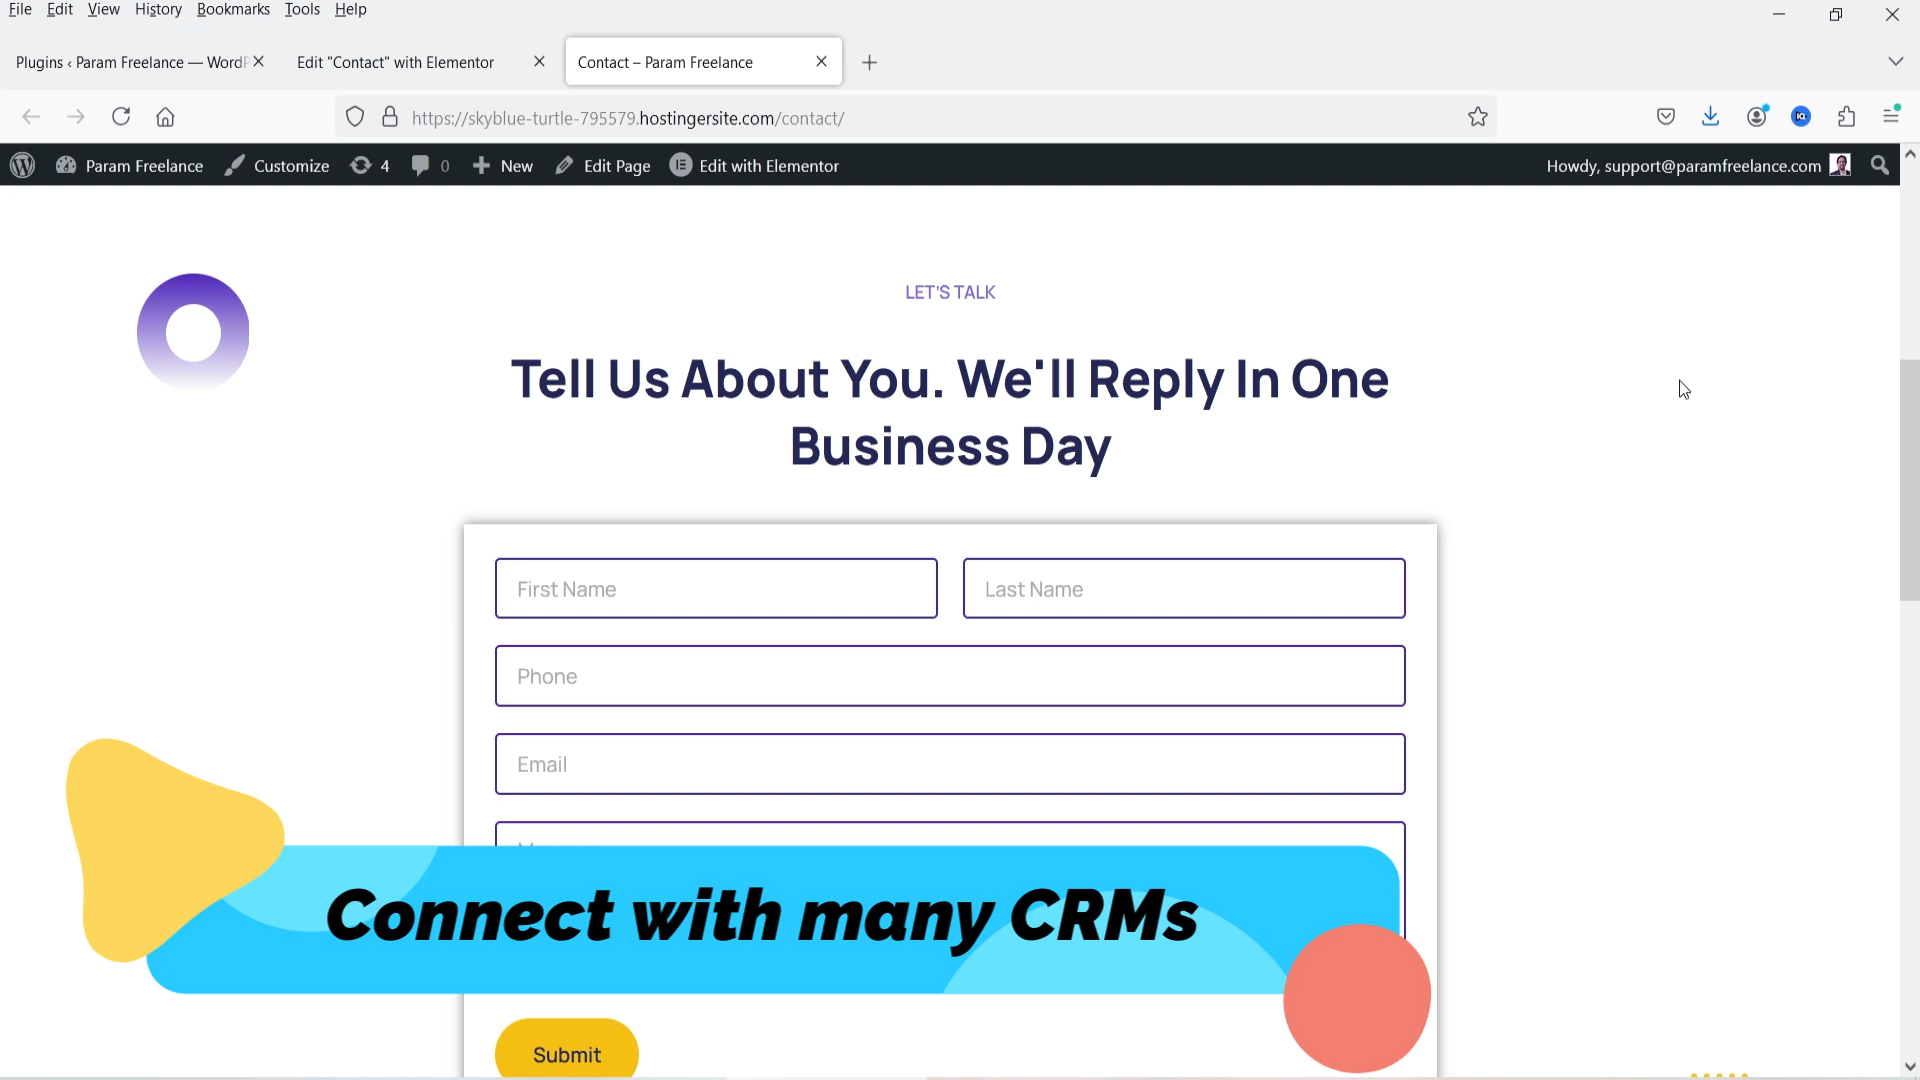 File Edit View History Bookmarks Tools Help
Plugins ‹ Param Freelance — WordP
Edit "Contact" with Elementor
Contact – Param Freelance
https://skyblue-turtle-795579.hostingersite.com/contact/
Param Freelance Customize 4 0 New Edit Page Edit with Elementor Howdy, support@paramfreelance.com
LET'S TALK
Tell Us About You. We'll Reply In One
Business Day
First Name Last Name
Phone
Email
Connect with many CRMs
Submit